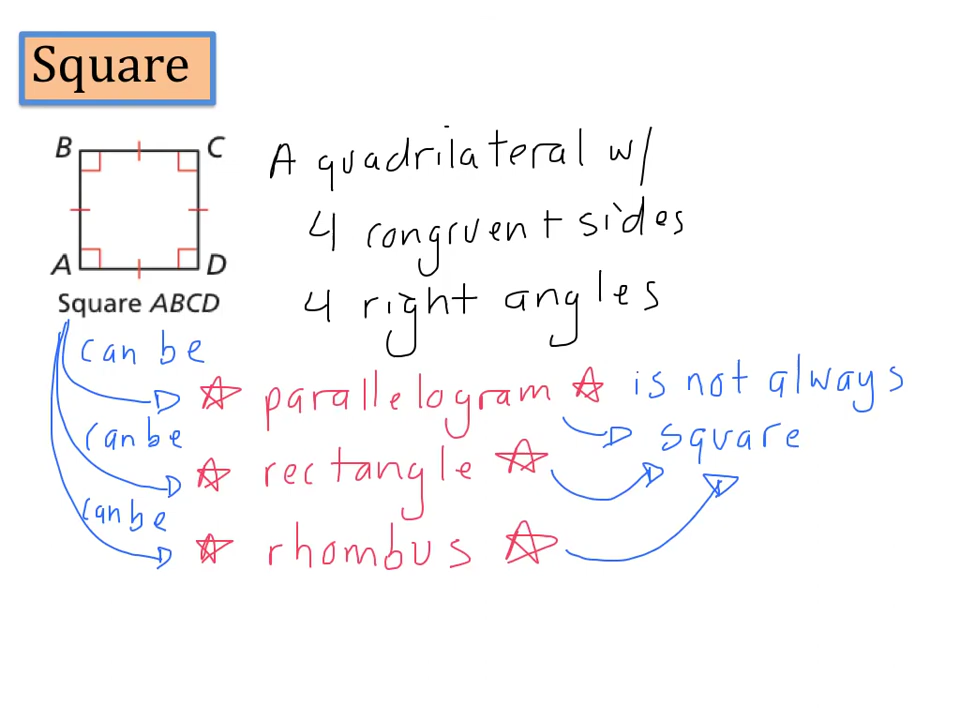 Square
B C
A D
Square ABCD
A quadrilateral w/
4 congruent sides
4 right angles
can be
parallelogram is not always
can be square
rectangle
can be
rhombus